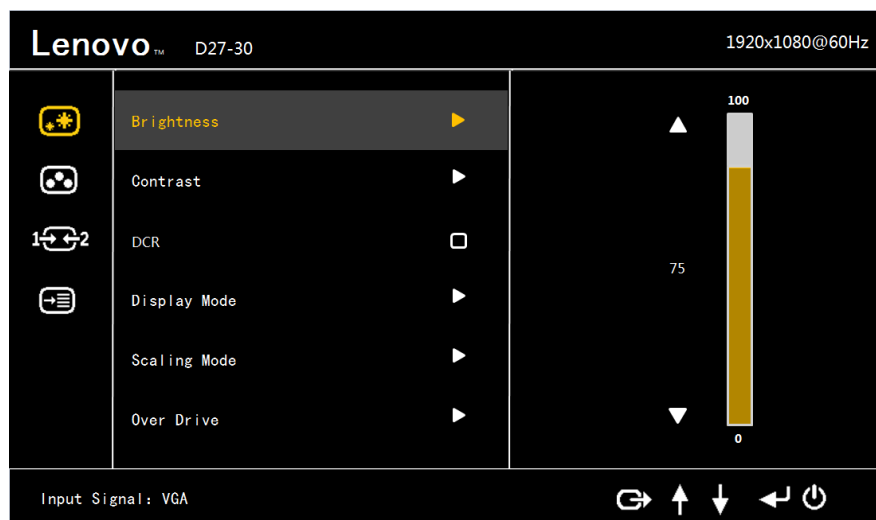 Lenovo™ D27-30 1920x1080@60Hz
100
Brightness
Contrast
1 2 DCR
75
Display Mode
Scaling Mode
Over Drive
0
Input Signal: VGA